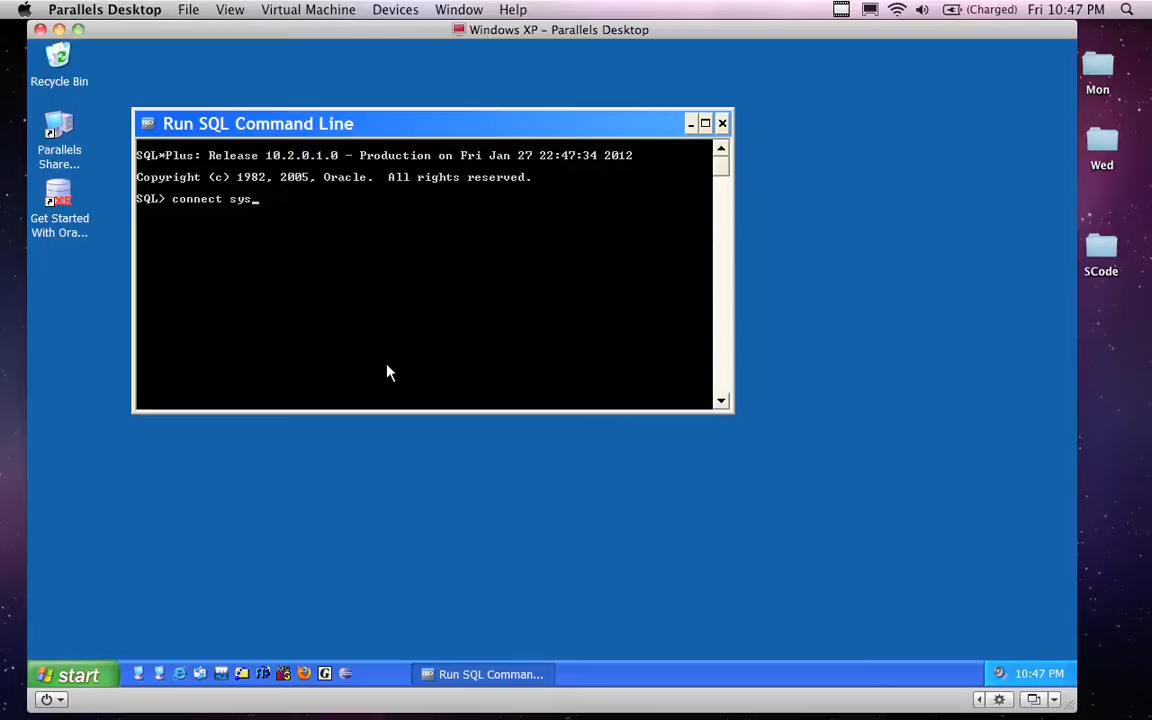 Parallels Desktop File View Virtual Machine Devices Window Help (Charged) Fri 10:47 PM
Windows XP – Parallels Desktop
Recycle Bin
Parallels
Share...
Get Started
With Ora...
Run SQL Command Line
SQL*Plus: Release 10.2.0.1.0 - Production on Fri Jan 27 22:47:34 2012
Copyright (c) 1982, 2005, Oracle.  All rights reserved.
SQL> connect sys_
Mon
Wed
SCode
start
Run SQL Comman...
10:47 PM